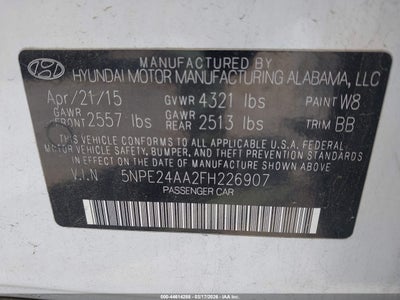 MANUFACTURED BY
HYUNDAI MOTOR MANUFACTURING ALABAMA, LLC
Apr/21/15 GVWR 4321 lbs PAINT W8
GAWR FRONT 2557 lbs GAWR REAR 2513 lbs TRIM BB
THIS VEHICLE CONFORMS TO ALL APPLICABLE U.S. FEDERAL
MOTOR VEHICLE SAFETY, BUMPER, AND THEFT PREVENTION STANDARDS
IN EFFECT ON THE DATE OF MANUFACTURE SHOWN ABOVE.
V.I.N 5NPE24AA2FH226907
PASSENGER CAR